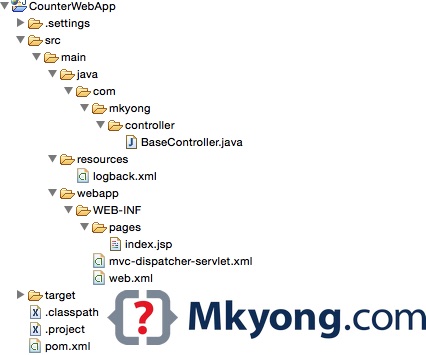 CounterWebApp
.settings
src
main
java
com
mkyong
controller
BaseController.java
resources
logback.xml
webapp
WEB-INF
pages
index.jsp
mvc-dispatcher-servlet.xml
web.xml
target
.classpath
.project
pom.xml
{?} Mkyong.com